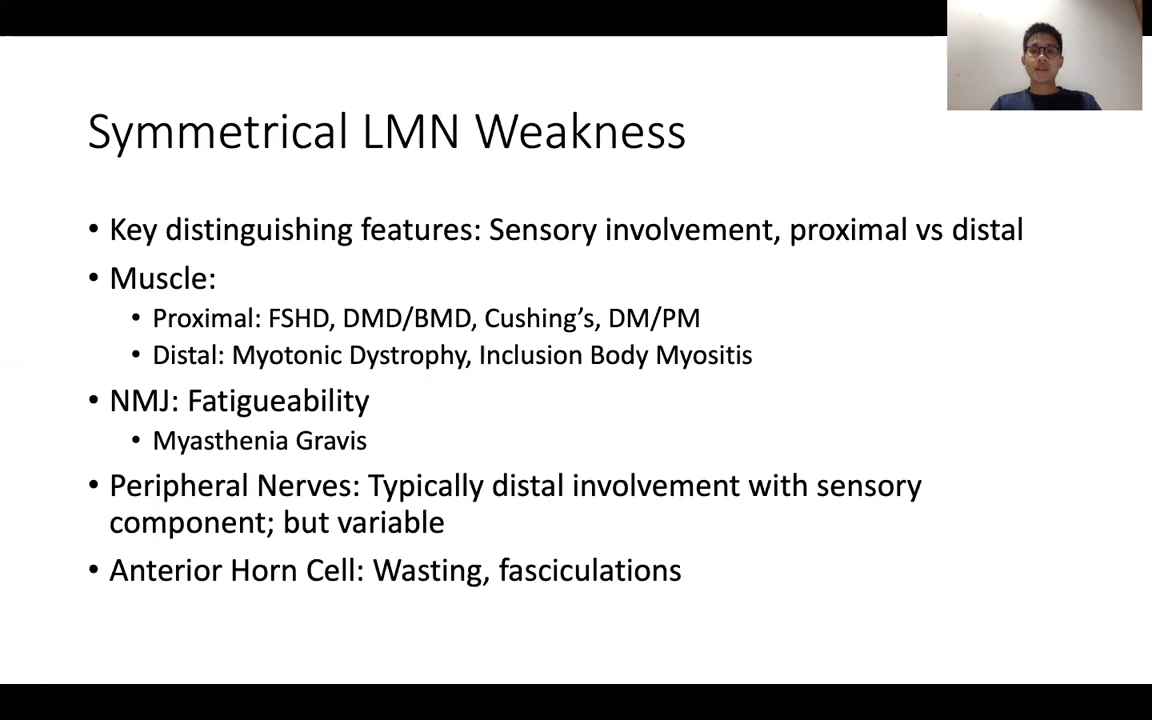 Symmetrical LMN Weakness
• Key distinguishing features: Sensory involvement, proximal vs distal
• Muscle:
• Proximal: FSHD, DMD/BMD, Cushing’s, DM/PM
• Distal: Myotonic Dystrophy, Inclusion Body Myositis
• NMJ: Fatigueability
• Myasthenia Gravis
• Peripheral Nerves: Typically distal involvement with sensory
component; but variable
• Anterior Horn Cell: Wasting, fasciculations